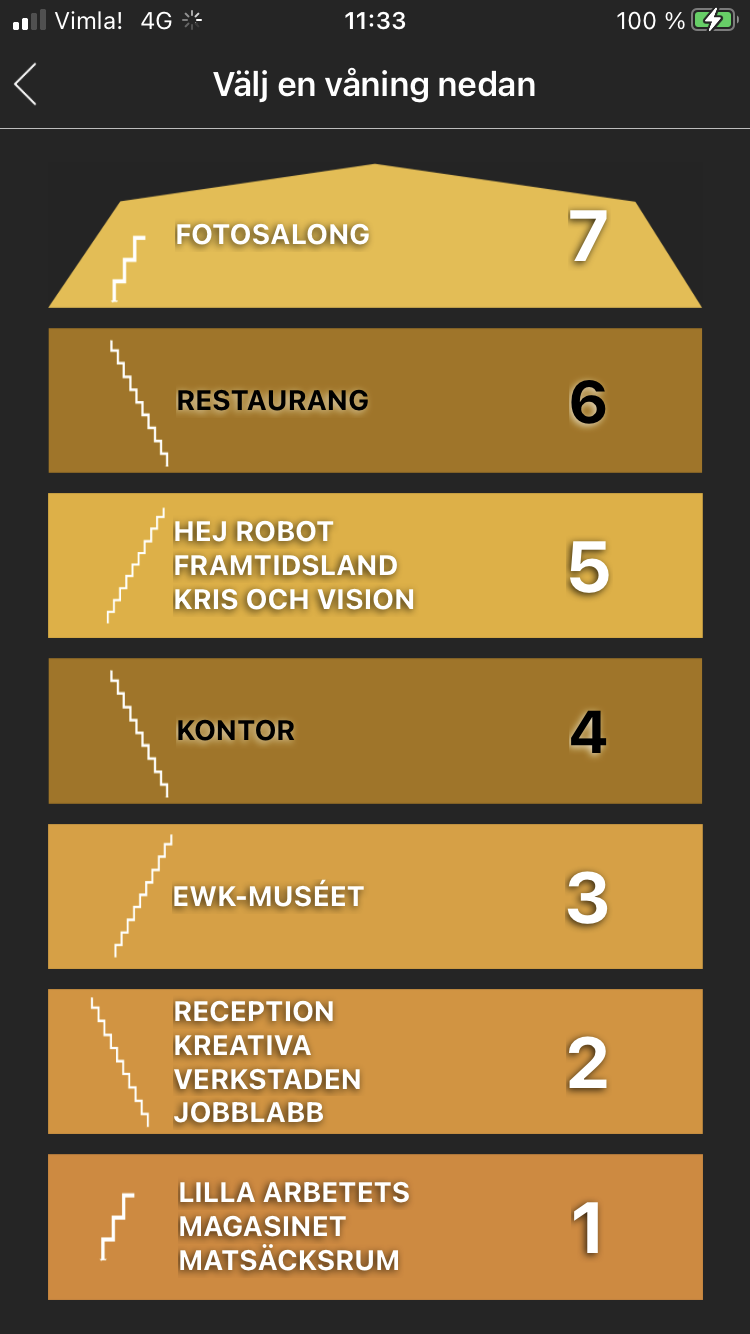 Vimla! 4G 11:33 100 %
Välj en våning nedan
FOTOSALONG 7
RESTAURANG 6
HEJ ROBOT
FRAMTIDSLAND 5
KRIS OCH VISION
KONTOR 4
EWK-MUSÉET 3
RECEPTION
KREATIVA
VERKSTADEN 2
JOBBLABB
LILLA ARBETETS
MAGASINET 1
MATSÄCKSRUM